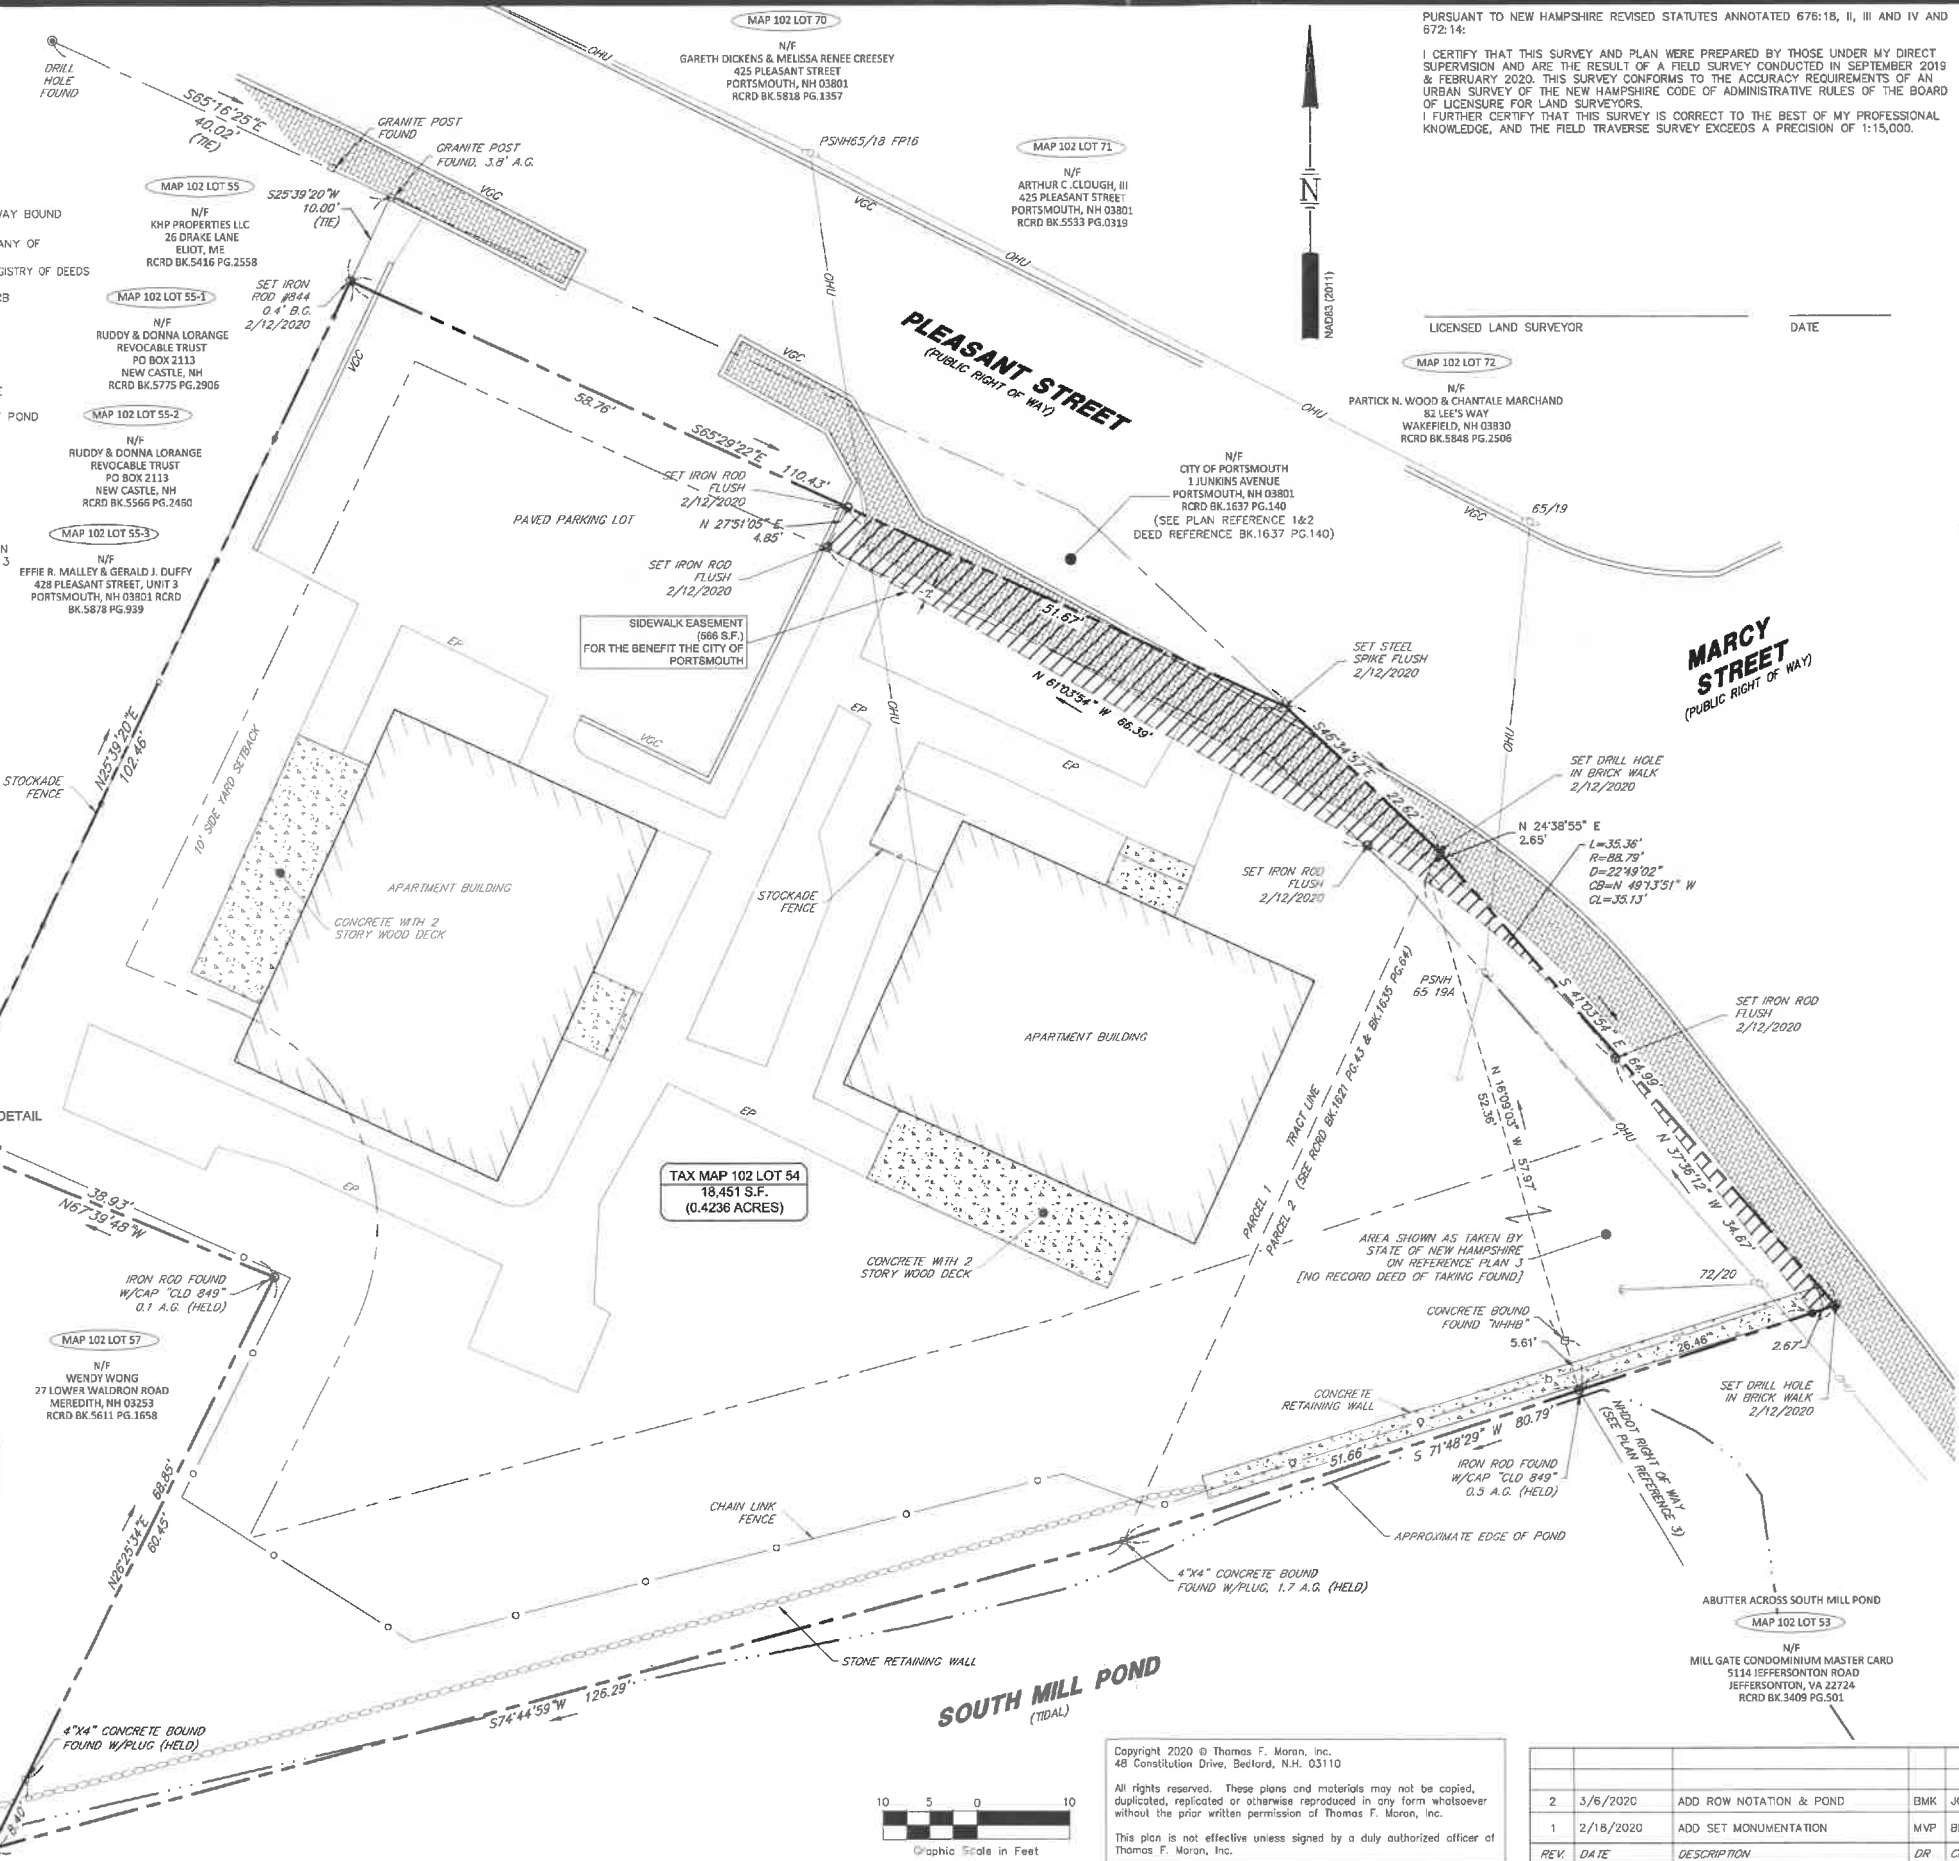 PURSUANT TO NEW HAMPSHIRE REVISED STATUTES ANNOTATED 676:18, II, III AND IV AND
672:14:
I CERTIFY THAT THIS SURVEY AND PLAN WERE PREPARED BY THOSE UNDER MY DIRECT
SUPERVISION AND ARE THE RESULT OF A FIELD SURVEY CONDUCTED IN SEPTEMBER 2019
& FEBRUARY 2020. THIS SURVEY CONFORMS TO THE ACCURACY REQUIREMENTS OF AN
URBAN SURVEY OF THE NEW HAMPSHIRE CODE OF ADMINISTRATIVE RULES OF THE BOARD
OF LICENSURE FOR LAND SURVEYORS.
I FURTHER CERTIFY THAT THIS SURVEY IS CORRECT TO THE BEST OF MY PROFESSIONAL
KNOWLEDGE, AND THE FIELD TRAVERSE SURVEY EXCEEDS A PRECISION OF 1:15,000.
LICENSED LAND SURVEYOR
DATE
N
NAD83 (2011)
MAP 102 LOT 70
N/F
GARETH DICKENS & MELISSA RENEE CREESEY
425 PLEASANT STREET
PORTSMOUTH, NH 03801
RCRD BK.5818 PG.1357
MAP 102 LOT 71
N/F
ARTHUR C.CLOUGH, III
425 PLEASANT STREET
PORTSMOUTH, NH 03801
RCRD BK.5533 PG.0319
MAP 102 LOT 72
N/F
PARTICK N. WOOD & CHANTALE MARCHAND
82 LEE'S WAY
WAKEFIELD, NH 03830
RCRD BK.5848 PG.2506
DRILL
HOLE
FOUND
S65°16'25"E
40.02'
(TIE)
GRANITE POST
FOUND
GRANITE POST
FOUND, 3.8' A.G.
OHU
PSNH65/18 FP16
VGC
VGC
OHU
OHU
MAP 102 LOT 55
N/F
KHP PROPERTIES LLC
26 DRAKE LANE
ELIOT, ME
RCRD BK.5416 PG.2558
S25°39'20"W
10.00'
(TIE)
WAY BOUND
ANY OF
GISTRY OF DEEDS
POND
MAP 102 LOT 55-1
N/F
RUDDY & DONNA LORANGE
REVOCABLE TRUST
PO BOX 2113
NEW CASTLE, NH
RCRD BK.5775 PG.2906
SET IRON
ROD #844
0.4' B.G.
2/12/2020
MAP 102 LOT 55-2
N/F
RUDDY & DONNA LORANGE
REVOCABLE TRUST
PO BOX 2113
NEW CASTLE, NH
RCRD BK.5566 PG.2460
MAP 102 LOT 55-3
N/F
EFFIE R. MALLEY & GERALD J. DUFFY
428 PLEASANT STREET, UNIT 3
PORTSMOUTH, NH 03801 RCRD
BK.5878 PG.939
VGC
VGC
PLEASANT STREET
(PUBLIC RIGHT OF WAY)
58.76'
S65°29'22"E 110.43'
SET IRON ROD
FLUSH
2/12/2020
N 27°51'05" E
4.85'
PAVED PARKING LOT
SET IRON ROD
FLUSH
2/12/2020
SIDEWALK EASEMENT
(566 S.F.)
FOR THE BENEFIT THE CITY OF
PORTSMOUTH
N/F
CITY OF PORTSMOUTH
1 JUNKINS AVENUE
PORTSMOUTH, NH 03801
RCRD BK.1637 PG.140
(SEE PLAN REFERENCE 1&2
DEED REFERENCE BK.1637 PG.140)
OHU
VGC
65/19
51.67'
SET STEEL
SPIKE FLUSH
2/12/2020
MARCY
STREET
(PUBLIC RIGHT OF WAY)
N 61°03'54" W 66.39'
S46°34'57"E
22.62'
OHU
SET DRILL HOLE
IN BRICK WALK
2/12/2020
N 24°38'55" E
2.65'
L=35.36'
R=88.79'
D=22°49'02"
CB=N 49°13'51" W
CL=35.13'
EP
VGC
EP
OHU
EP
N25°39'20"E
102.46'
STOCKADE
FENCE
10' SIDE YARD SETBACK
APARTMENT BUILDING
CONCRETE WITH 2
STORY WOOD DECK
STOCKADE
FENCE
SET IRON ROD
FLUSH
2/12/2020
PSNH
65 19A
S 41°03'54" E 64.99'
SET IRON ROD
FLUSH
2/12/2020
APARTMENT BUILDING
TRACT LINE
(SEE RCRD BK.1621 PG.43 & BK.1635 PG.64)
PARCEL 1
PARCEL 2
N 16°09'03" W 57.97'
52.36'
OHU
N 37°36'12" W 34.67'
DETAIL
EP
EP
TAX MAP 102 LOT 54
18,451 S.F.
(0.4236 ACRES)
38.93'
N67°39'48"W
IRON ROD FOUND
W/CAP "CLD 849"
0.1 A.G. (HELD)
CONCRETE WITH 2
STORY WOOD DECK
AREA SHOWN AS TAKEN BY
STATE OF NEW HAMPSHIRE
ON REFERENCE PLAN 3
[NO RECORD DEED OF TAKING FOUND]
72/20
CONCRETE BOUND
FOUND "NHHB"
5.61'
26.46'
2.67'
SET DRILL HOLE
IN BRICK WALK
2/12/2020
MAP 102 LOT 57
N/F
WENDY WONG
27 LOWER WALDRON ROAD
MEREDITH, NH 03253
RCRD BK.5611 PG.1658
CONCRETE
RETAINING WALL
51.66'
S 71°48'29" W 80.79'
IRON ROD FOUND
W/CAP "CLD 849"
0.5 A.G. (HELD)
NHDOT RIGHT OF WAY
(SEE PLAN REFERENCE 3)
APPROXIMATE EDGE OF POND
N26°25'34"E 68.85'
60.45'
CHAIN LINK
FENCE
4"X4" CONCRETE BOUND
FOUND W/PLUG, 1.7 A.G. (HELD)
STONE RETAINING WALL
S74°44'59"W 126.29'
SOUTH MILL POND
(TIDAL)
ABUTTER ACROSS SOUTH MILL POND
MAP 102 LOT 53
N/F
MILL GATE CONDOMINIUM MASTER CARD
5114 JEFFERSONTON ROAD
JEFFERSONTON, VA 22724
RCRD BK.3409 PG.501
4"X4" CONCRETE BOUND
FOUND W/PLUG (HELD)
8.40'
10 5 0 10
Graphic Scale in Feet
Copyright 2020 © Thomas F. Moran, Inc.
48 Constitution Drive, Bedford, N.H. 03110
All rights reserved. These plans and materials may not be copied,
duplicated, replicated or otherwise reproduced in any form whatsoever
without the prior written permission of Thomas F. Moran, Inc.
This plan is not effective unless signed by a duly authorized officer of
Thomas F. Moran, Inc.
2 3/6/2020 ADD ROW NOTATION & POND BMK
1 2/18/2020 ADD SET MONUMENTATION MVP
REV. DATE DESCRIPTION DR